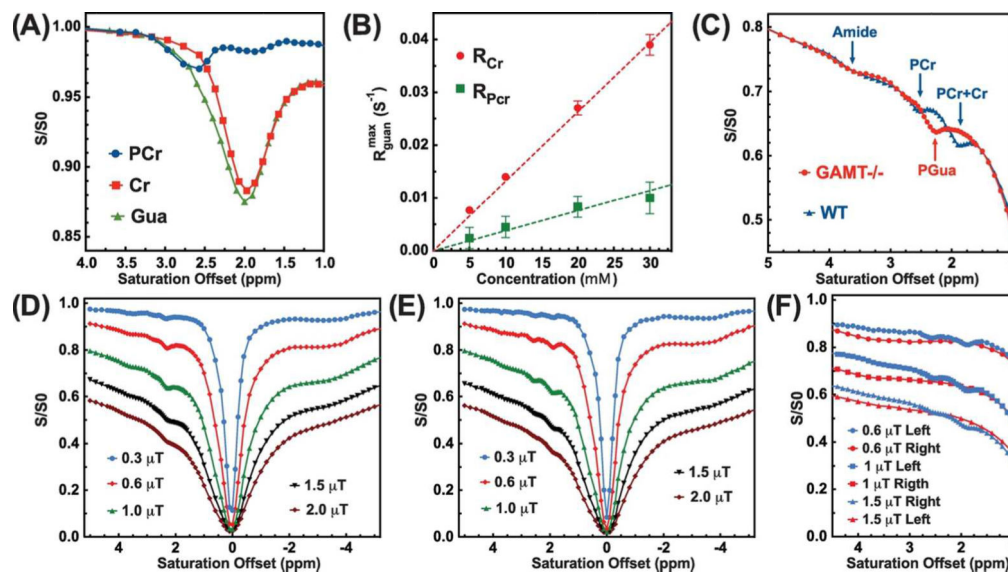 (A)
1.00
0.95
0.90
0.85
S/S0
PCr
Cr
Gua
4.0 3.5 3.0 2.5 2.0 1.5 1.0
Saturation Offset (ppm)
(B)
0.04
0.03
0.02
0.01
0.00
R_guan^max (S⁻¹)
R_Cr
R_Pcr
0 5 10 15 20 25 30
Concentration (mM)
(C)
0.8
0.7
0.6
0.5
S/S0
Amide
PCr
PCr+Cr
PGua
GAMT-/-
WT
5 4 3 2 1
Saturation Offset (ppm)
(D)
1.0
0.8
0.6
0.4
0.2
0.0
S/S0
0.3 μT
0.6 μT
1.0 μT
1.5 μT
2.0 μT
4 2 0 -2 -4
Saturation Offset (ppm)
(E)
1.0
0.8
0.6
0.4
0.2
0.0
S/S0
0.3 μT
0.6 μT
1.0 μT
1.5 μT
2.0 μT
4 2 0 -2 -4
Saturation Offset (ppm)
(F)
1.0
0.8
0.6
0.4
0.2
0.0
S/S0
0.6 μT Left
0.6 μT Right
1 μT Left
1 μT Rigth
1.5 μT Right
1.5 μT Left
4 3 2
Saturation Offset (ppm)